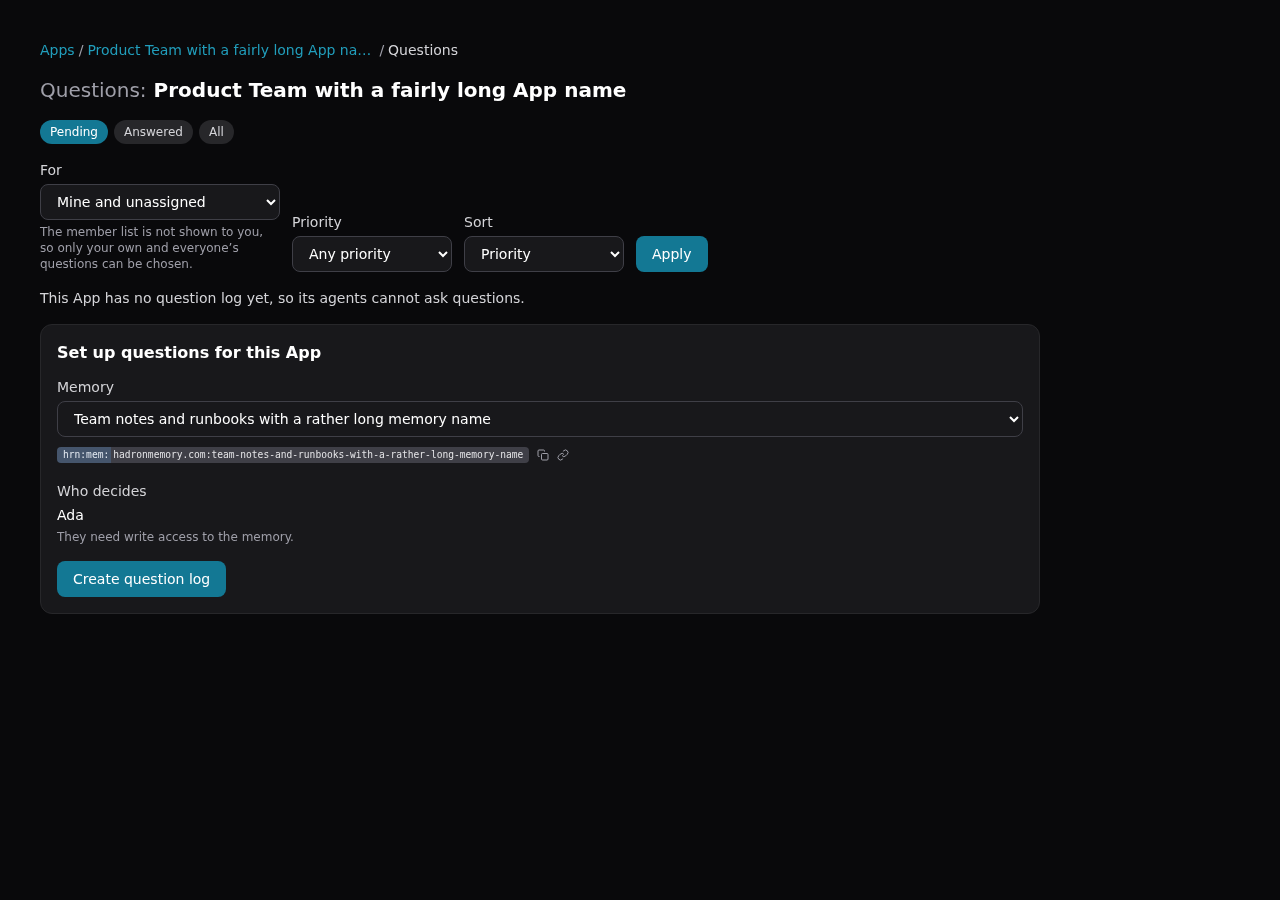 Apps / Product Team with a fairly long App na… / Questions
Questions: Product Team with a fairly long App name
Pending Answered All
For
Mine and unassigned
The member list is not shown to you,
so only your own and everyone’s
questions can be chosen.
Priority
Any priority
Sort
Priority
Apply
This App has no question log yet, so its agents cannot ask questions.
Set up questions for this App
Memory
Team notes and runbooks with a rather long memory name
hrn:mem:hadronmemory.com:team-notes-and-runbooks-with-a-rather-long-memory-name
Who decides
Ada
They need write access to the memory.
Create question log